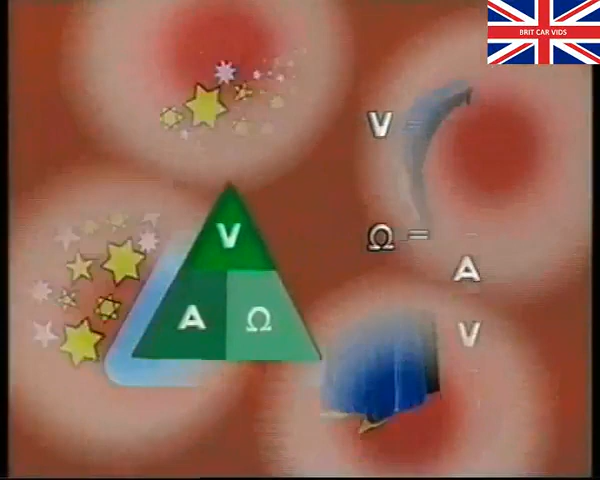 BRIT CAR VIDS
V =
V
Ω =
A
A Ω
V